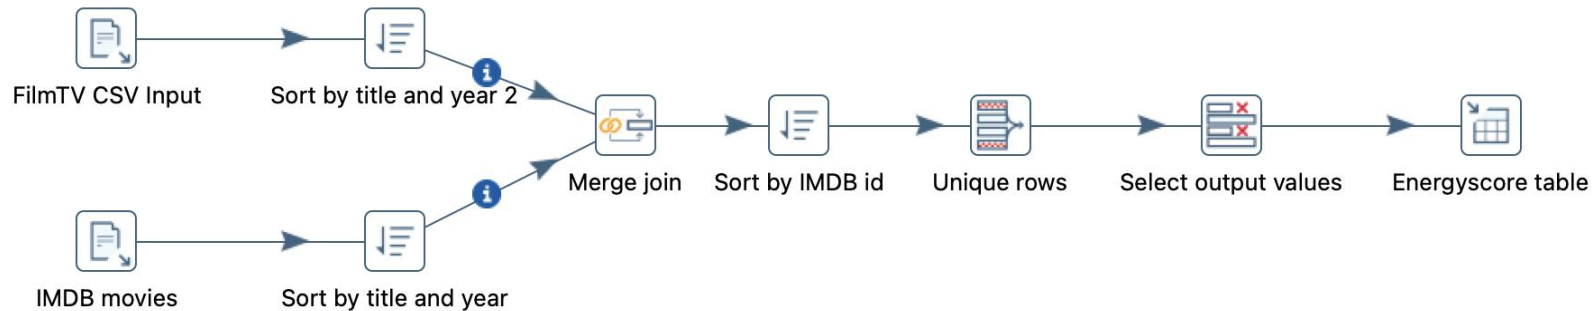 FilmTV CSV Input
Sort by title and year 2
Merge join
Sort by IMDB id
Unique rows
Select output values
Energyscore table
IMDB movies
Sort by title and year